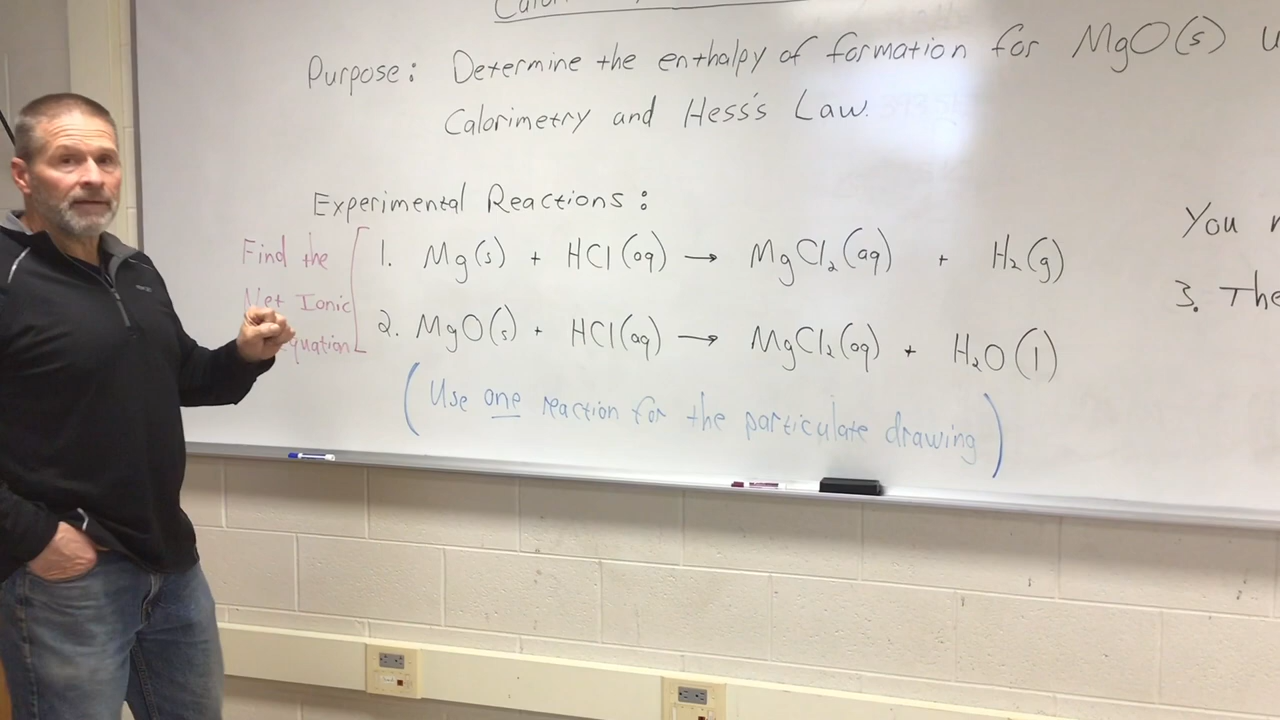 Purpose: Determine the enthalpy of formation for MgO(s)
Calorimetry and Hess's Law.
Experimental Reactions:
Find the
Net Ionic
equation
1. Mg(s) + HCl(aq) → MgCl₂(aq) + H₂(g)
2. MgO(s) + HCl(aq) → MgCl₂(aq) + H₂O(l)
(Use one reaction for the particulate drawing)
You
3. The